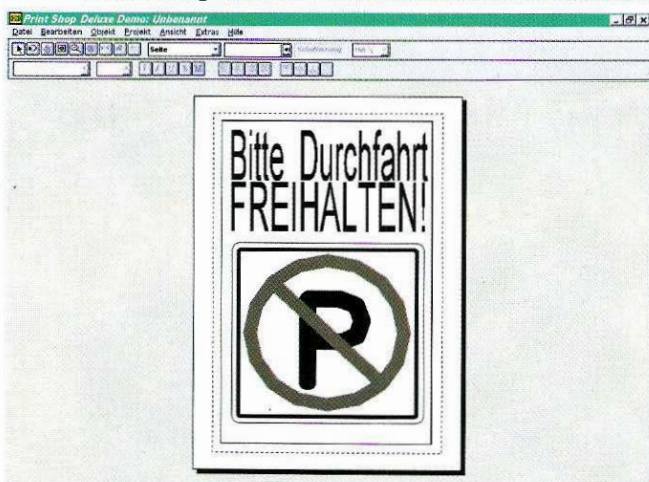 Print Shop Deluxe Demo: Unbenannt
Datei Bearbeiten Objekt Projekt Ansicht Extras Hilfe
Seite
Bitte Durchfahrt
FREIHALTEN!
P